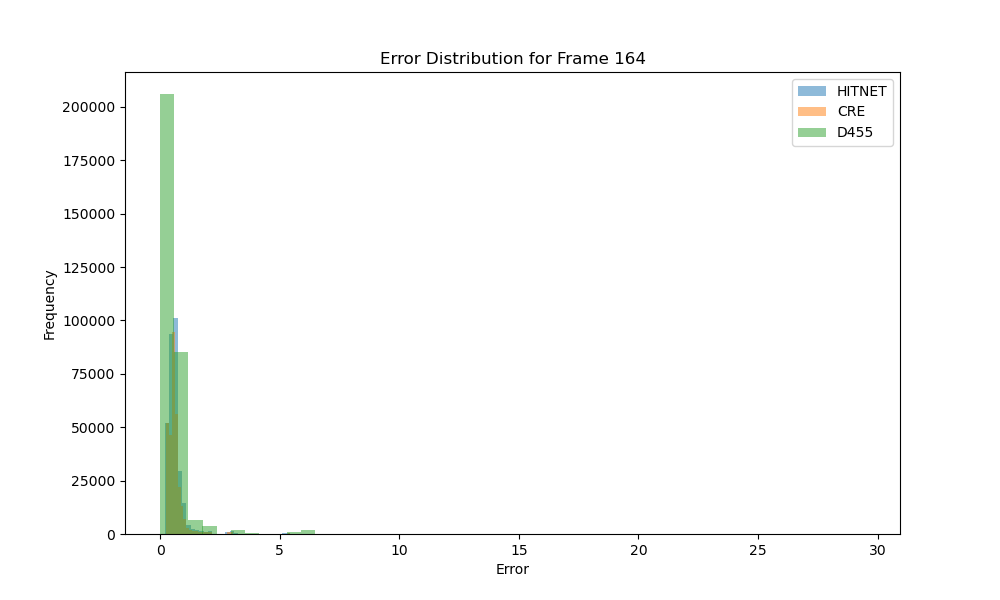 Error Distribution for Frame 164
HITNET
CRE
D455
200000
175000
150000
125000
100000
75000
50000
25000
0
Frequency
0 5 10 15 20 25 30
Error